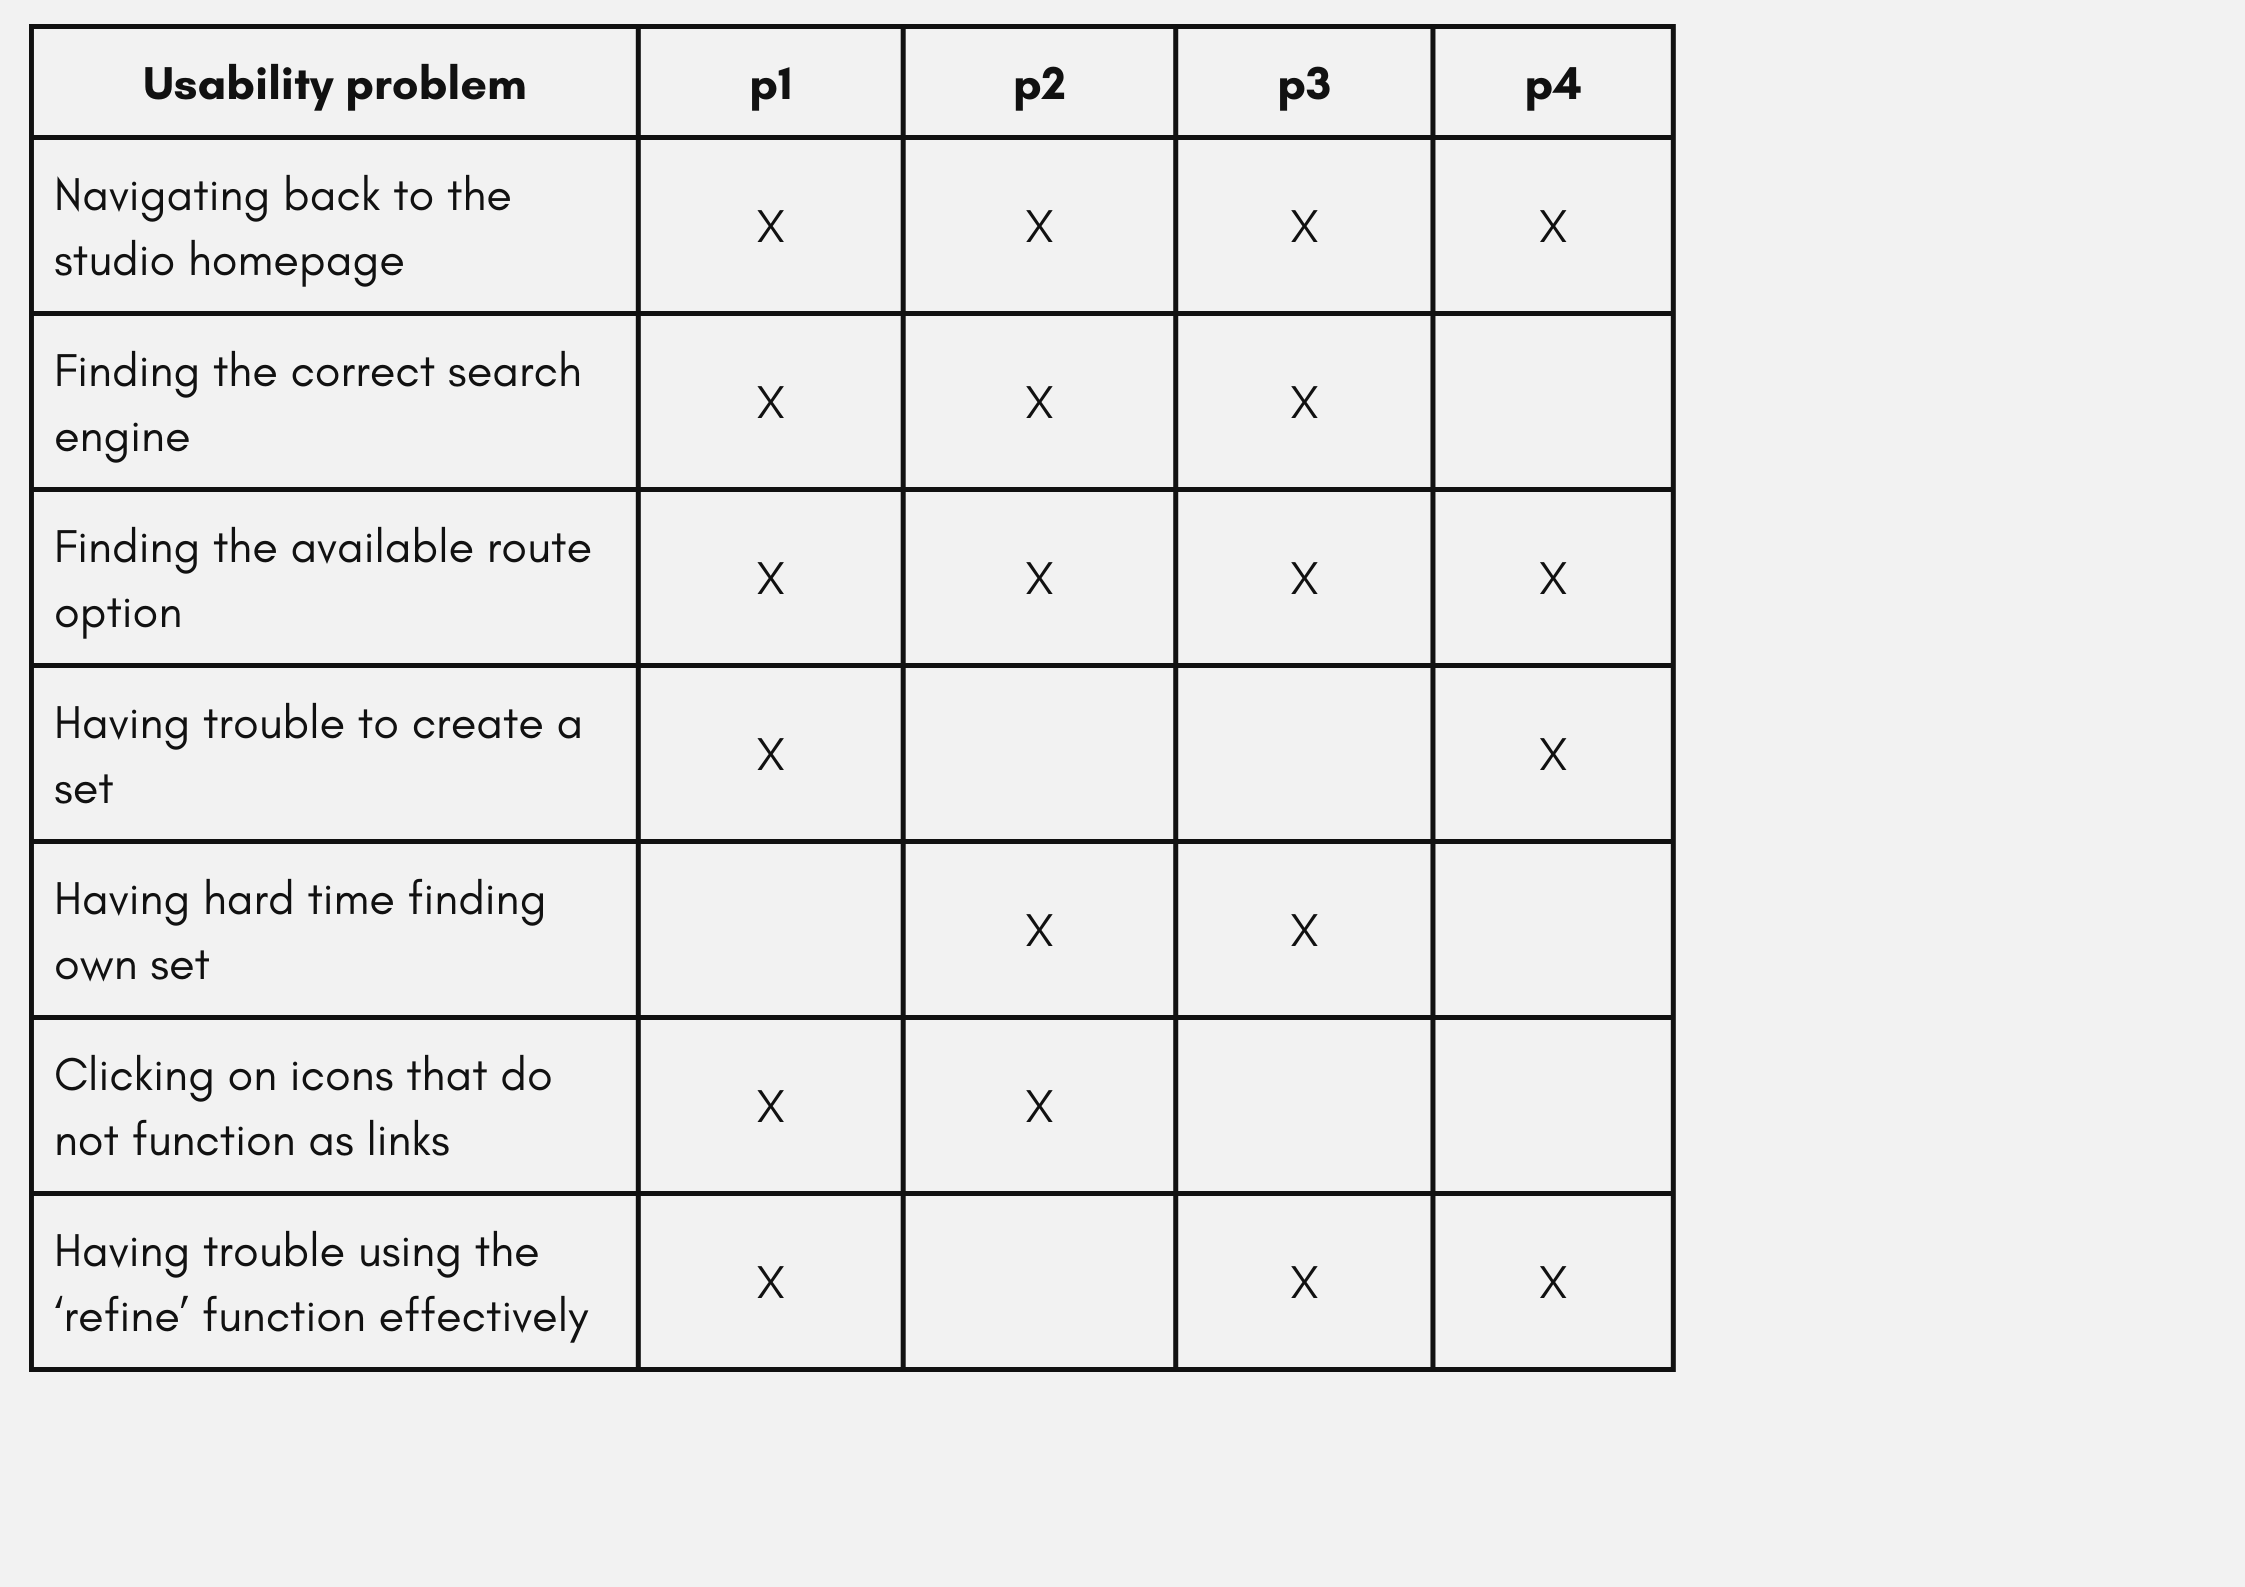 Usability problem p1 p2 p3 p4
Navigating back to the
studio homepage
X X X X
Finding the correct search
engine
X X X
Finding the available route
option
X X X X
Having trouble to create a
set
X X
Having hard time finding
own set
X X
Clicking on icons that do
not function as links
X X
Having trouble using the
‘refine’ function effectively
X X X